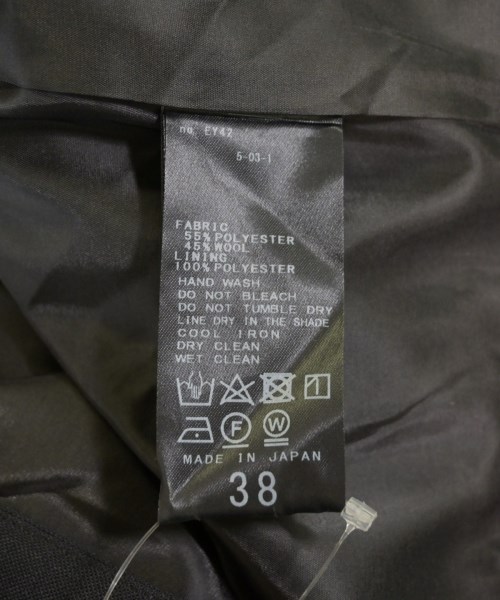 no. EY42
5-03-1
FABRIC
55%POLYESTER
45%WOOL
LINING
100%POLYESTER
HAND WASH
DO NOT BLEACH
DO NOT TUMBLE DRY
LINE DRY IN THE SHADE
COOL IRON
DRY CLEAN
WET CLEAN
F W
MADE IN JAPAN
38